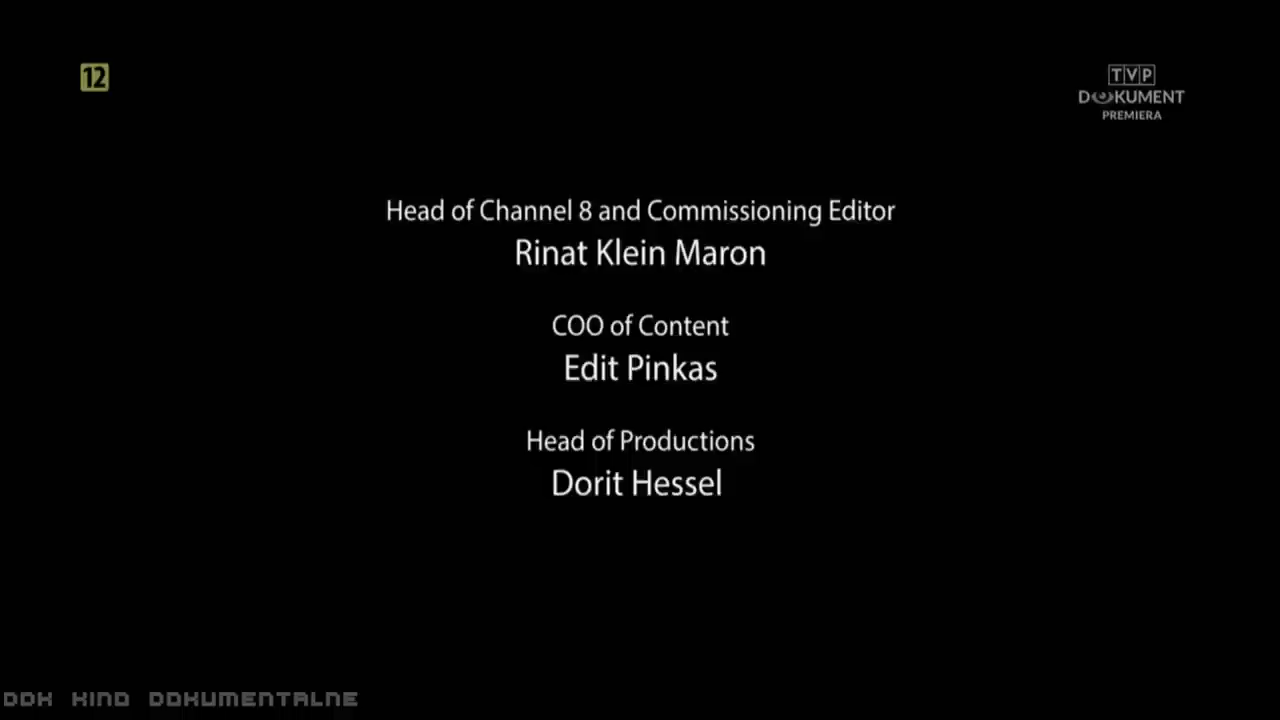 12
TVP
DOKUMENT
PREMIERA
Head of Channel 8 and Commissioning Editor
Rinat Klein Maron
COO of Content
Edit Pinkas
Head of Productions
Dorit Hessel
DDK KINO DOKUMENTALNE